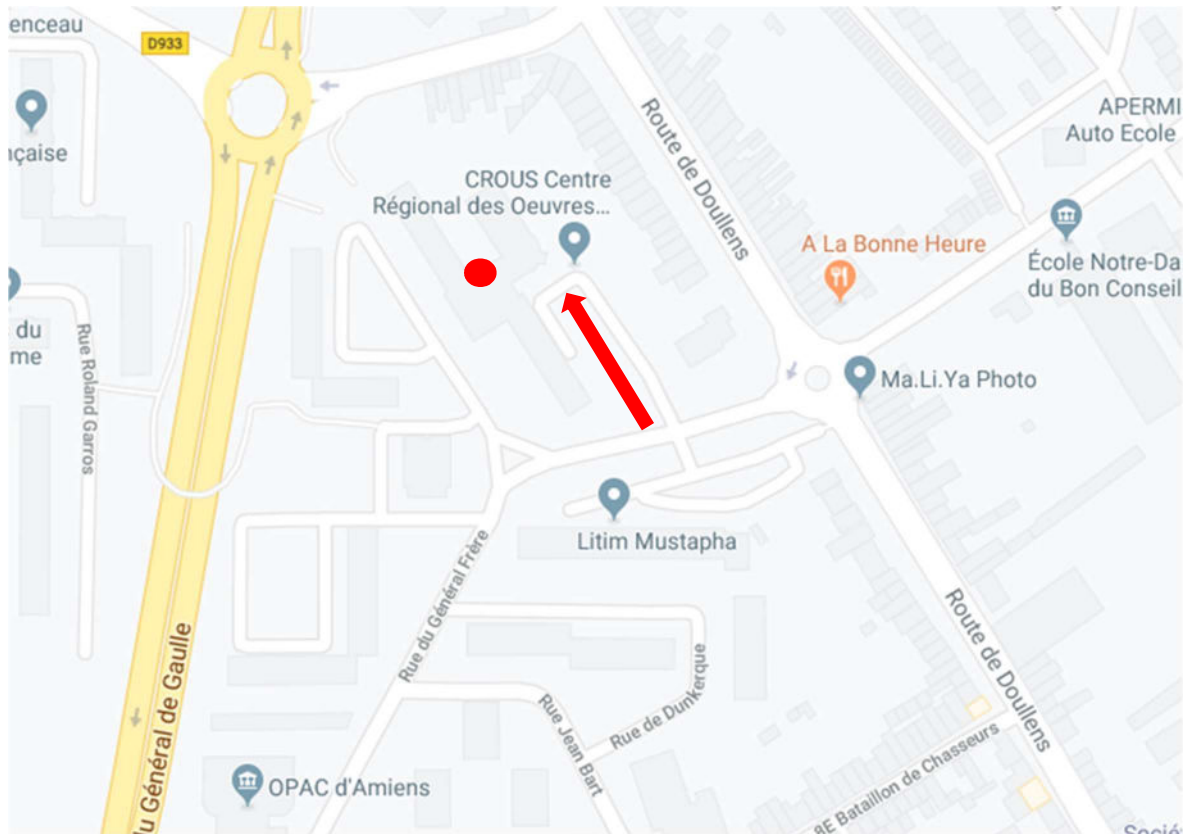 enceau
D933
nçaise
CROUS Centre
Régional des Oeuvres...
Route de Doullens
APERMI
Auto Ecole
A La Bonne Heure
École Notre-Da
du Bon Conseil
du
me
Rue Roland Garros
Ma.Li.Ya Photo
Litim Mustapha
Rue du Général Frère
Route de Doullens
u Général de Gaulle
Rue de Dunkerque
Rue Jean Bart
OPAC d'Amiens
8E Bataillon de Chasseurs
Socié